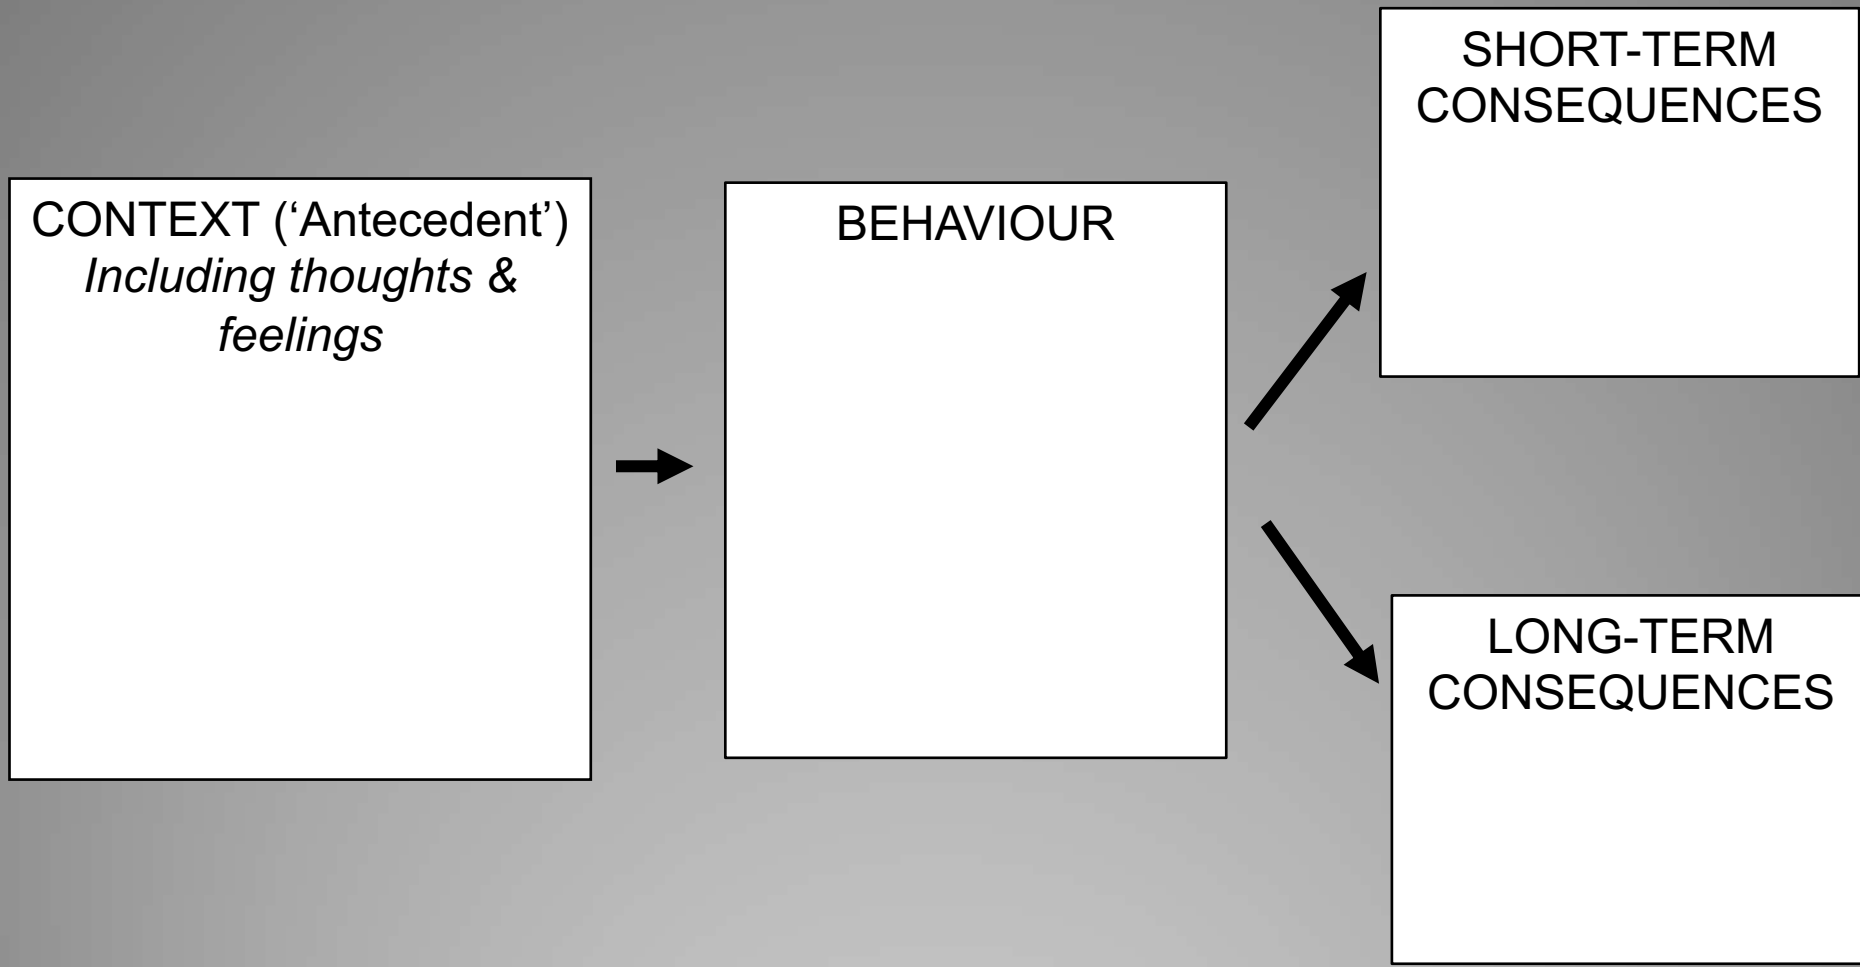 CONTEXT (‘Antecedent’)
Including thoughts &
feelings
BEHAVIOUR
SHORT-TERM
CONSEQUENCES
LONG-TERM
CONSEQUENCES